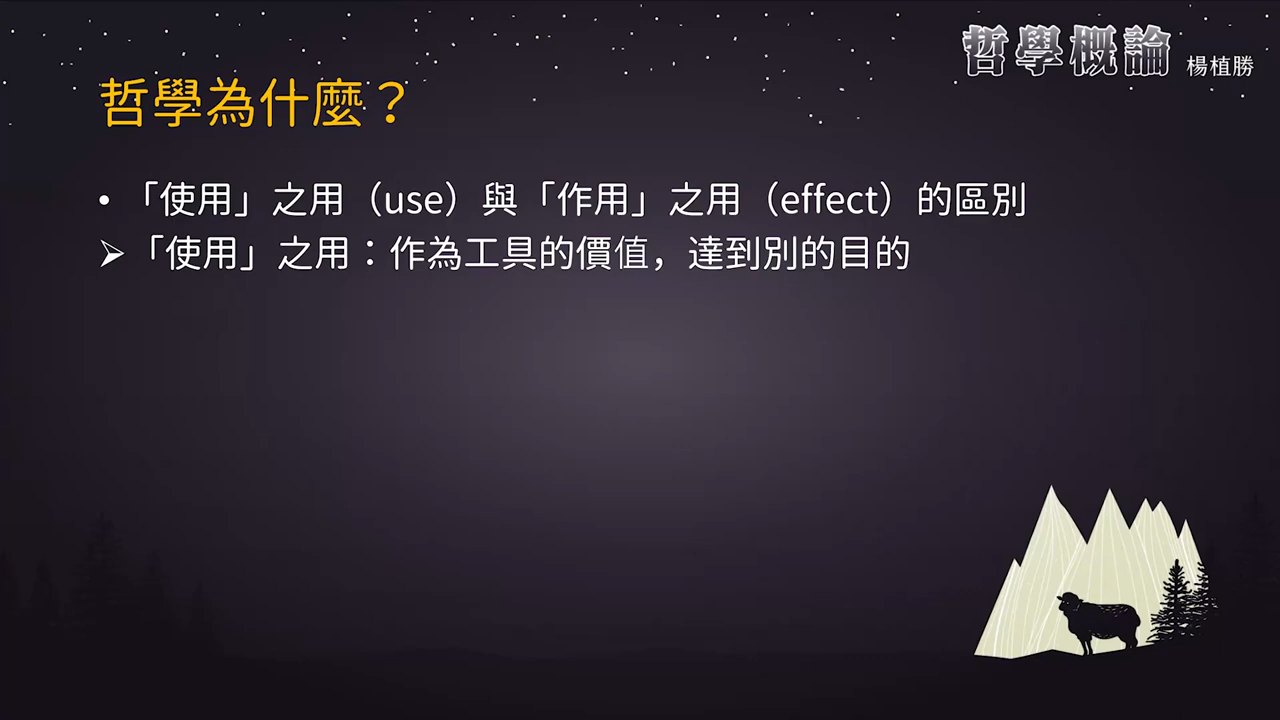 哲學概論 楊植勝
哲學為什麼？
• 「使用」之用（use）與「作用」之用（effect）的區別
➢ 「使用」之用：作為工具的價值，達到別的目的